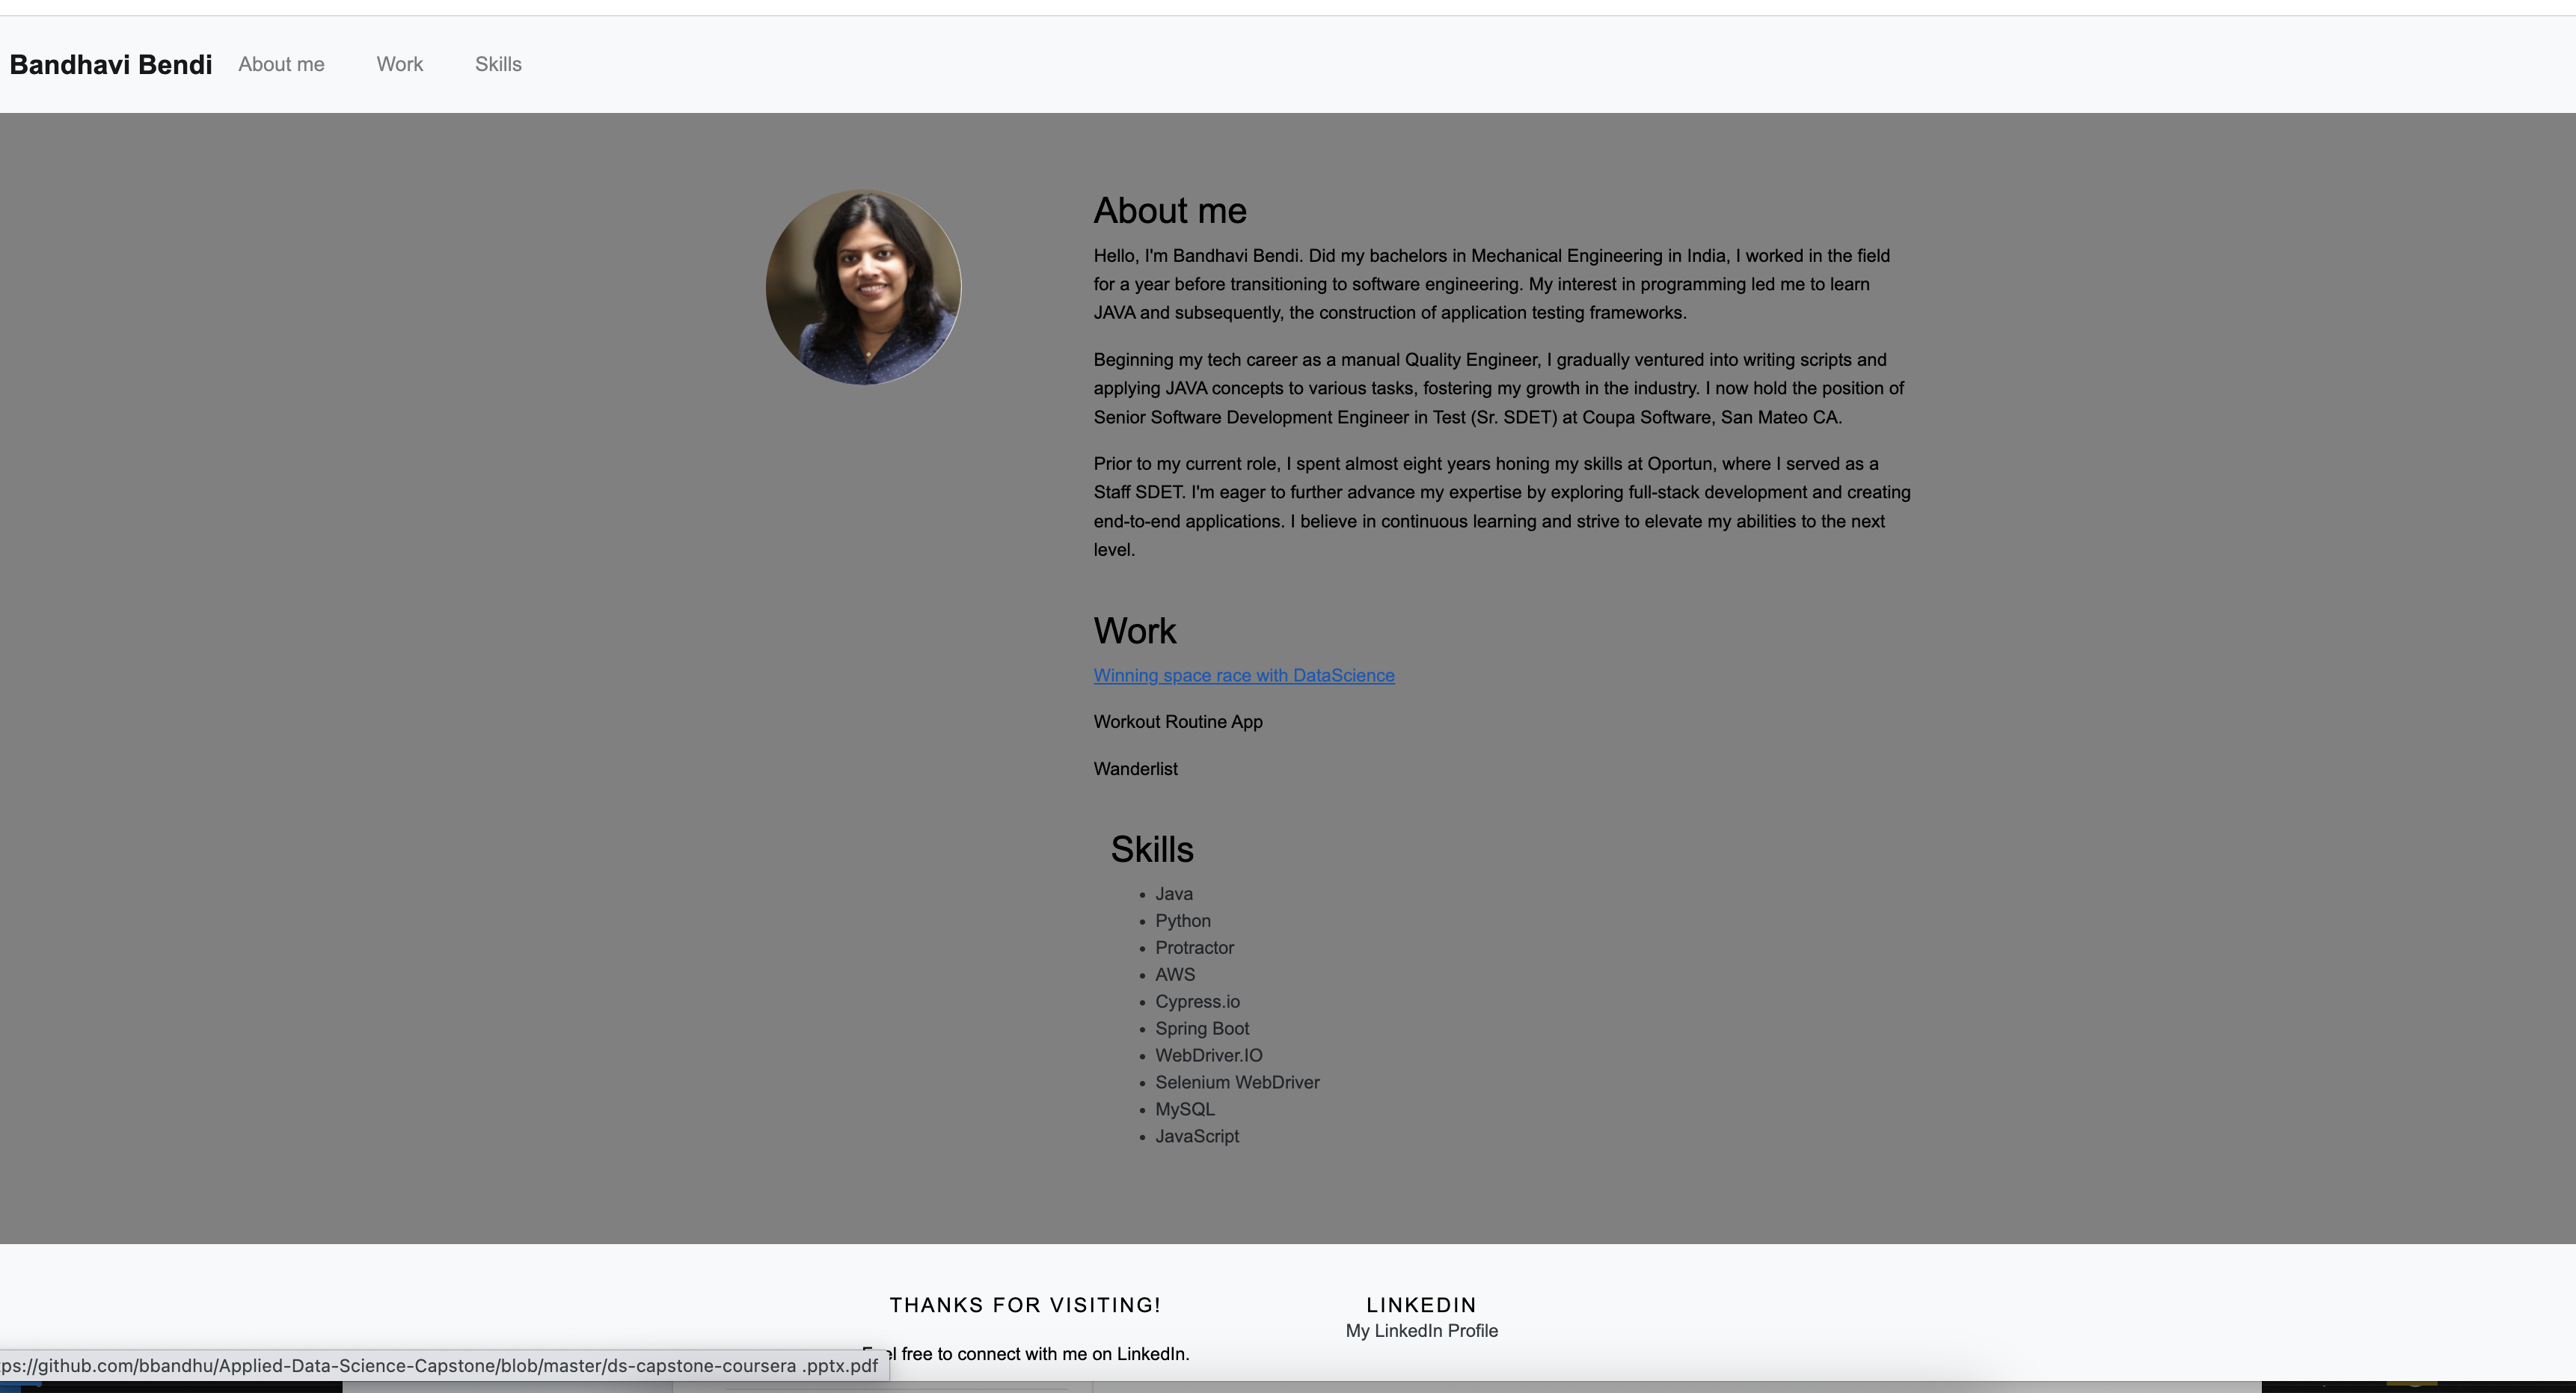 Bandhavi Bendi About me Work Skills
About me
Hello, I'm Bandhavi Bendi. Did my bachelors in Mechanical Engineering in India, I worked in the field
for a year before transitioning to software engineering. My interest in programming led me to learn
JAVA and subsequently, the construction of application testing frameworks.
Beginning my tech career as a manual Quality Engineer, I gradually ventured into writing scripts and
applying JAVA concepts to various tasks, fostering my growth in the industry. I now hold the position of
Senior Software Development Engineer in Test (Sr. SDET) at Coupa Software, San Mateo CA.
Prior to my current role, I spent almost eight years honing my skills at Oportun, where I served as a
Staff SDET. I'm eager to further advance my expertise by exploring full-stack development and creating
end-to-end applications. I believe in continuous learning and strive to elevate my abilities to the next
level.
Work
Winning space race with DataScience
Workout Routine App
Wanderlist
Skills
• Java
• Python
• Protractor
• AWS
• Cypress.io
• Spring Boot
• WebDriver.IO
• Selenium WebDriver
• MySQL
• JavaScript
THANKS FOR VISITING!
Feel free to connect with me on LinkedIn.
LINKEDIN
My LinkedIn Profile
ps://github.com/bbandhu/Applied-Data-Science-Capstone/blob/master/ds-capstone-coursera .pptx.pdf